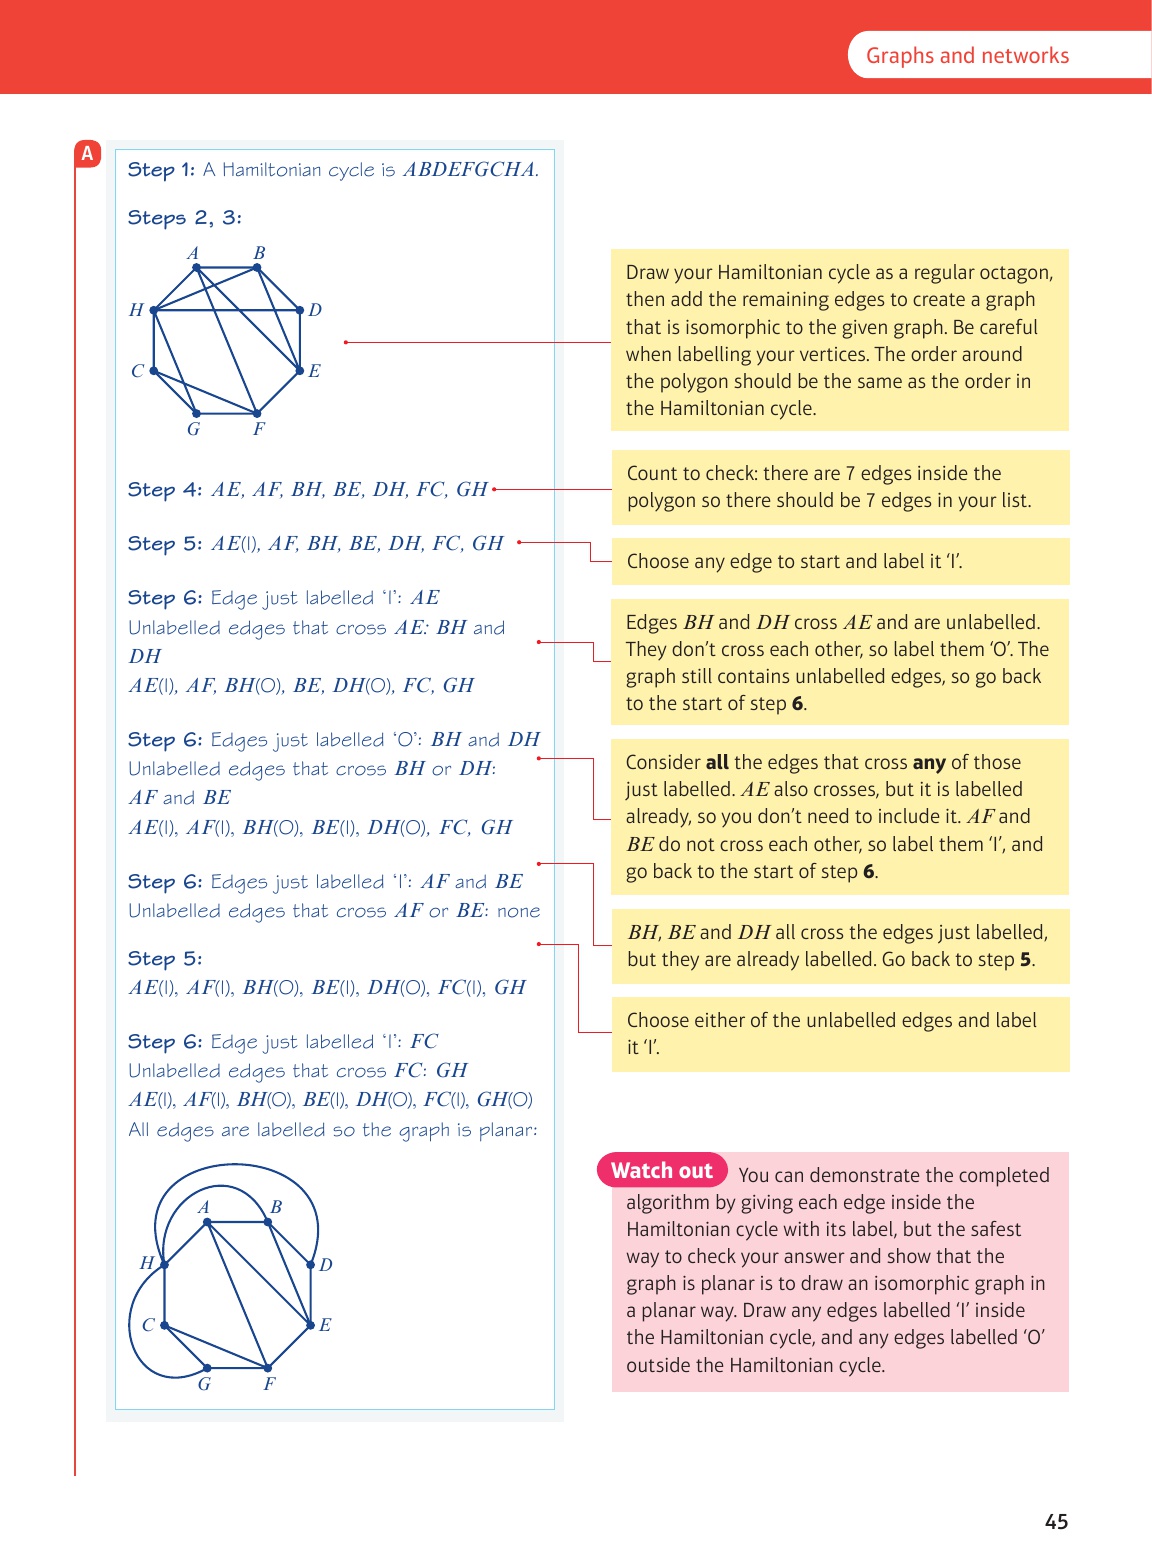 Graphs and networks
A
Step 1: A Hamiltonian cycle is ABDEFGCHA.
Steps 2, 3:
A B
H D
C E
G F
Draw your Hamiltonian cycle as a regular octagon,
then add the remaining edges to create a graph
that is isomorphic to the given graph. Be careful
when labelling your vertices. The order around
the polygon should be the same as the order in
the Hamiltonian cycle.
Step 4: AE, AF, BH, BE, DH, FC, GH
Count to check: there are 7 edges inside the
polygon so there should be 7 edges in your list.
Step 5: AE(I), AF, BH, BE, DH, FC, GH
Choose any edge to start and label it ‘I’.
Step 6: Edge just labelled ‘I’: AE
Unlabelled edges that cross AE: BH and
DH
AE(I), AF, BH(O), BE, DH(O), FC, GH
Edges BH and DH cross AE and are unlabelled.
They don’t cross each other, so label them ‘O’. The
graph still contains unlabelled edges, so go back
to the start of step 6.
Step 6: Edges just labelled ‘O’: BH and DH
Unlabelled edges that cross BH or DH:
AF and BE
AE(I), AF(I), BH(O), BE(I), DH(O), FC, GH
Consider all the edges that cross any of those
just labelled. AE also crosses, but it is labelled
already, so you don’t need to include it. AF and
BE do not cross each other, so label them ‘I’, and
go back to the start of step 6.
Step 6: Edges just labelled ‘I’: AF and BE
Unlabelled edges that cross AF or BE: none
BH, BE and DH all cross the edges just labelled,
but they are already labelled. Go back to step 5.
Step 5:
AE(I), AF(I), BH(O), BE(I), DH(O), FC(I), GH
Choose either of the unlabelled edges and label
it ‘I’.
Step 6: Edge just labelled ‘I’: FC
Unlabelled edges that cross FC: GH
AE(I), AF(I), BH(O), BE(I), DH(O), FC(I), GH(O)
All edges are labelled so the graph is planar:
A B
H D
C E
G F
Watch out You can demonstrate the completed
algorithm by giving each edge inside the
Hamiltonian cycle with its label, but the safest
way to check your answer and show that the
graph is planar is to draw an isomorphic graph in
a planar way. Draw any edges labelled ‘I’ inside
the Hamiltonian cycle, and any edges labelled ‘O’
outside the Hamiltonian cycle.
45